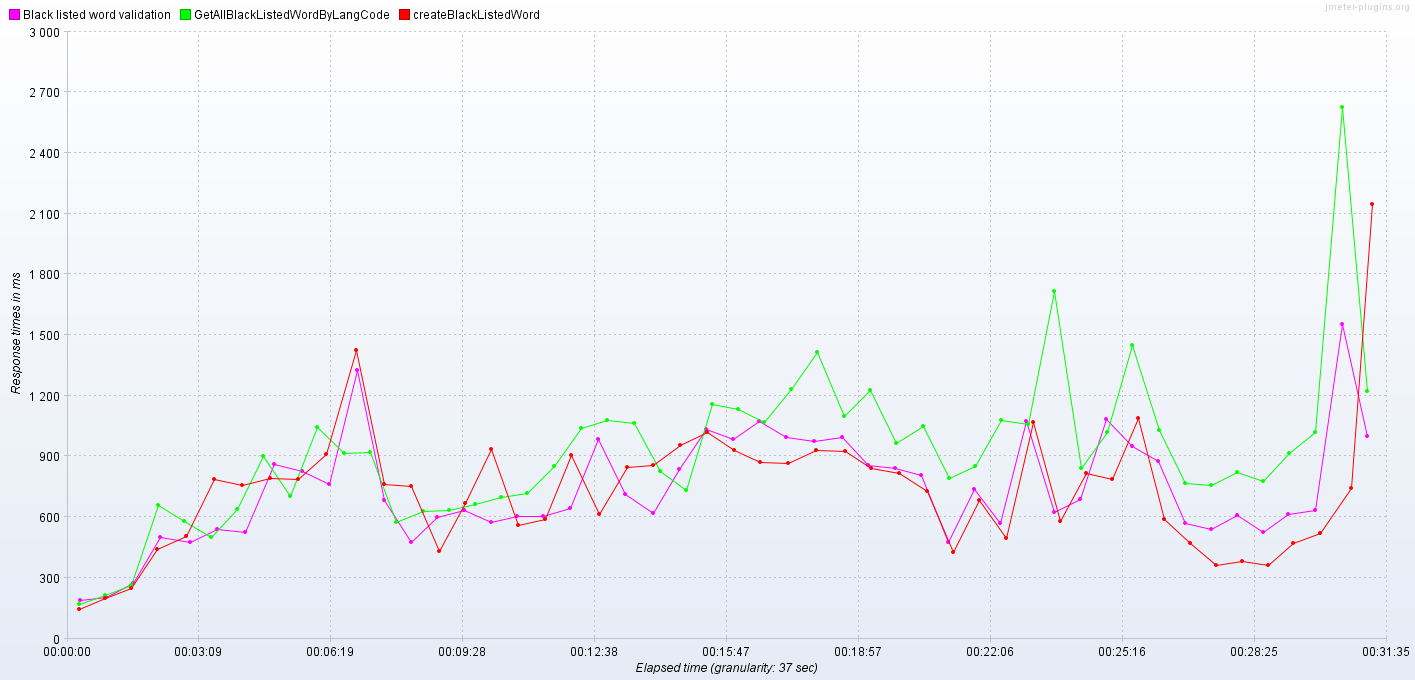 jmeter-plugins.org
Black listed word validation GetAllBlackListedWordByLangCode createBlackListedWord
3 000
2 700
2 400
2 100
1 800
1 500
1 200
900
600
300
0
Response times in ms
00:00:00 00:03:09 00:06:19 00:09:28 00:12:38 00:15:47 00:18:57 00:22:06 00:25:16 00:28:25 00:31:35
Elapsed time (granularity: 37 sec)